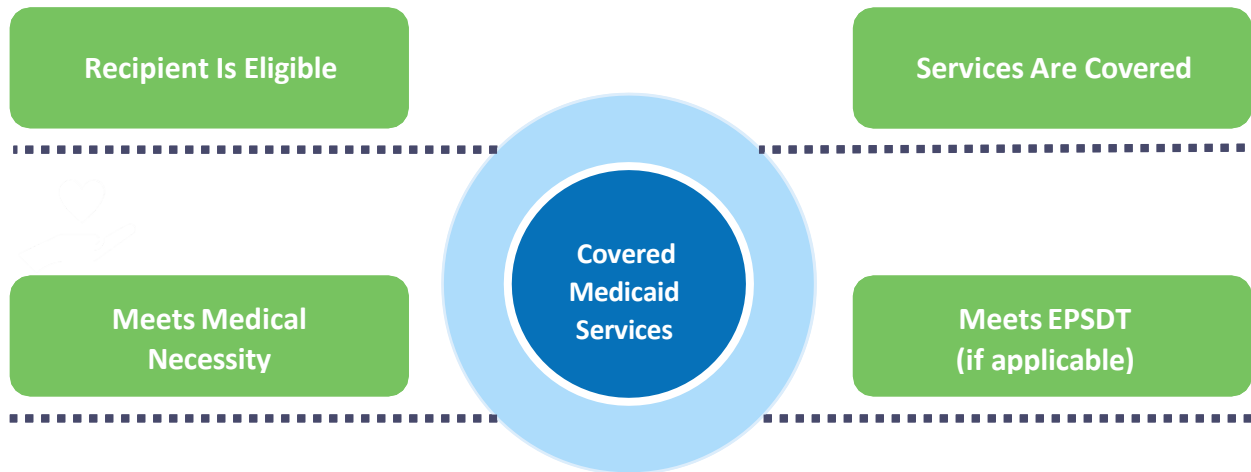 Recipient Is Eligible
Services Are Covered
Covered
Medicaid
Services
Meets Medical
Necessity
Meets EPSDT
(if applicable)